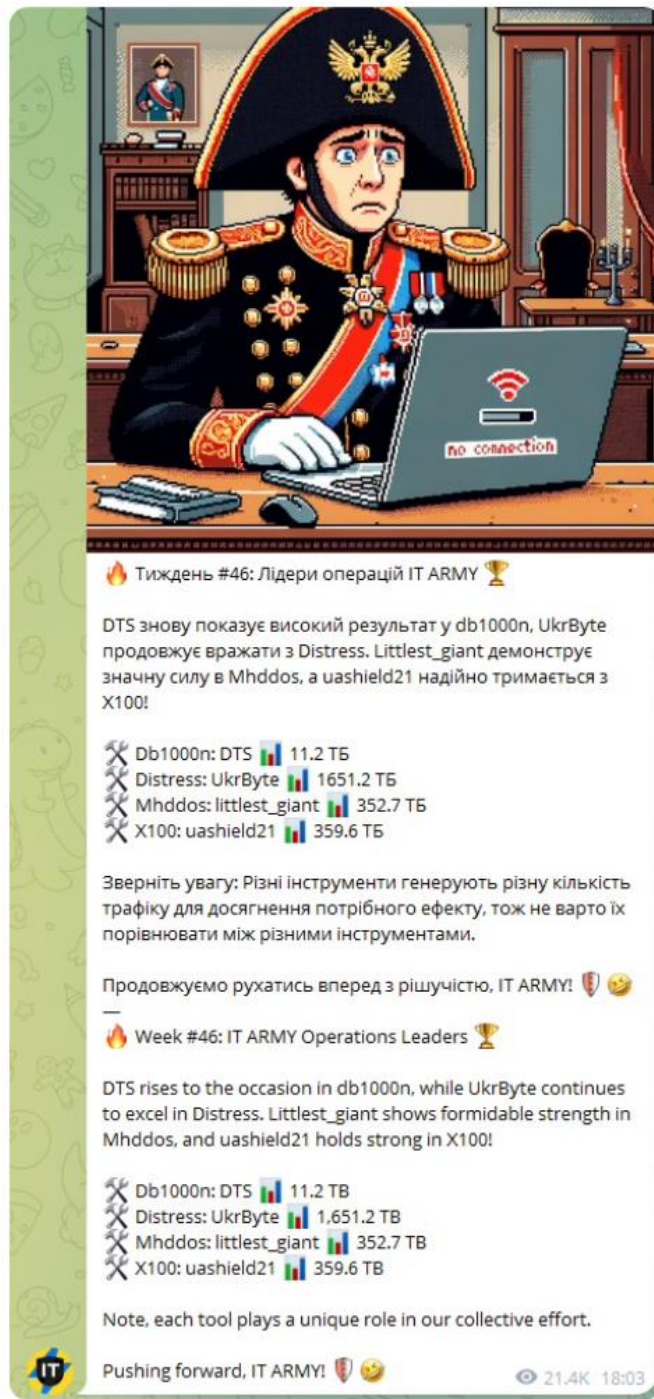 no connection
🔥 Тиждень #46: Лідери операцій IT ARMY 🏆
DTS знову показує високий результат у db1000n, UkrByte
продовжує вражати з Distress. Littlest_giant демонструє
значну силу в Mhddos, а uashield21 надійно тримається з
X100!
🛠 Db1000n: DTS 📊 11.2 ТБ
🛠 Distress: UkrByte 📊 1651.2 ТБ
🛠 Mhddos: littlest_giant 📊 352.7 ТБ
🛠 X100: uashield21 📊 359.6 ТБ
Зверніть увагу: Різні інструменти генерують різну кількість
трафіку для досягнення потрібного ефекту, тож не варто їх
порівнювати між різними інструментами.
Продовжуємо рухатись вперед з рішучістю, IT ARMY! 🛡 🤣
—
🔥 Week #46: IT ARMY Operations Leaders 🏆
DTS rises to the occasion in db1000n, while UkrByte continues
to excel in Distress. Littlest_giant shows formidable strength in
Mhddos, and uashield21 holds strong in X100!
🛠 Db1000n: DTS 📊 11.2 TB
🛠 Distress: UkrByte 📊 1,651.2 TB
🛠 Mhddos: littlest_giant 📊 352.7 TB
🛠 X100: uashield21 📊 359.6 TB
Note, each tool plays a unique role in our collective effort.
Pushing forward, IT ARMY! 🛡 🤣
21.4K 18:03
IT